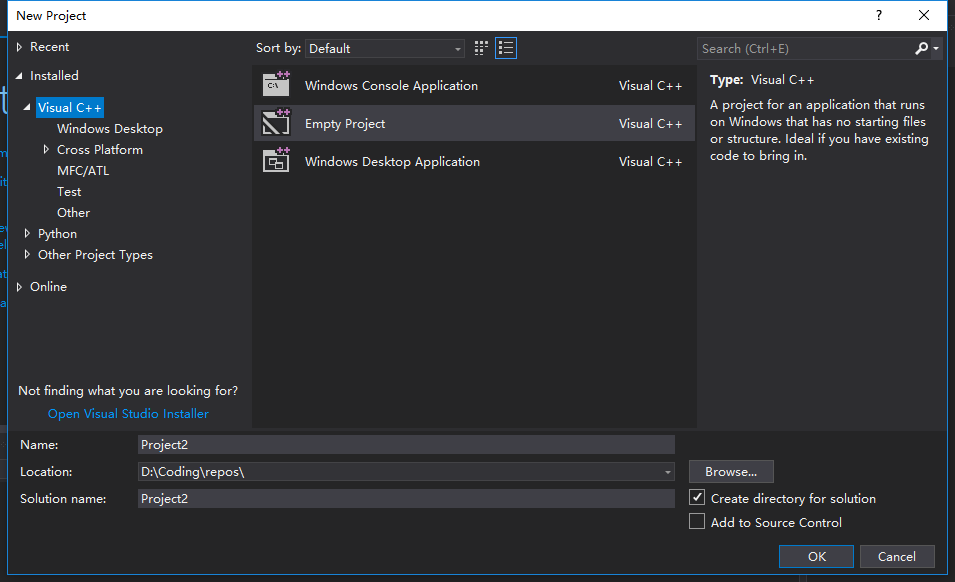 New Project
?
Recent
Installed
Visual C++
Windows Desktop
Cross Platform
MFC/ATL
Test
Other
Python
Other Project Types
Online
Not finding what you are looking for?
Open Visual Studio Installer
Sort by: Default
Windows Console Application Visual C++
Empty Project Visual C++
Windows Desktop Application Visual C++
Search (Ctrl+E)
Type: Visual C++
A project for an application that runs
on Windows that has no starting files
or structure. Ideal if you have existing
code to bring in.
Name: Project2
Location: D:\Coding\repos\
Browse...
Solution name: Project2
Create directory for solution
Add to Source Control
OK
Cancel